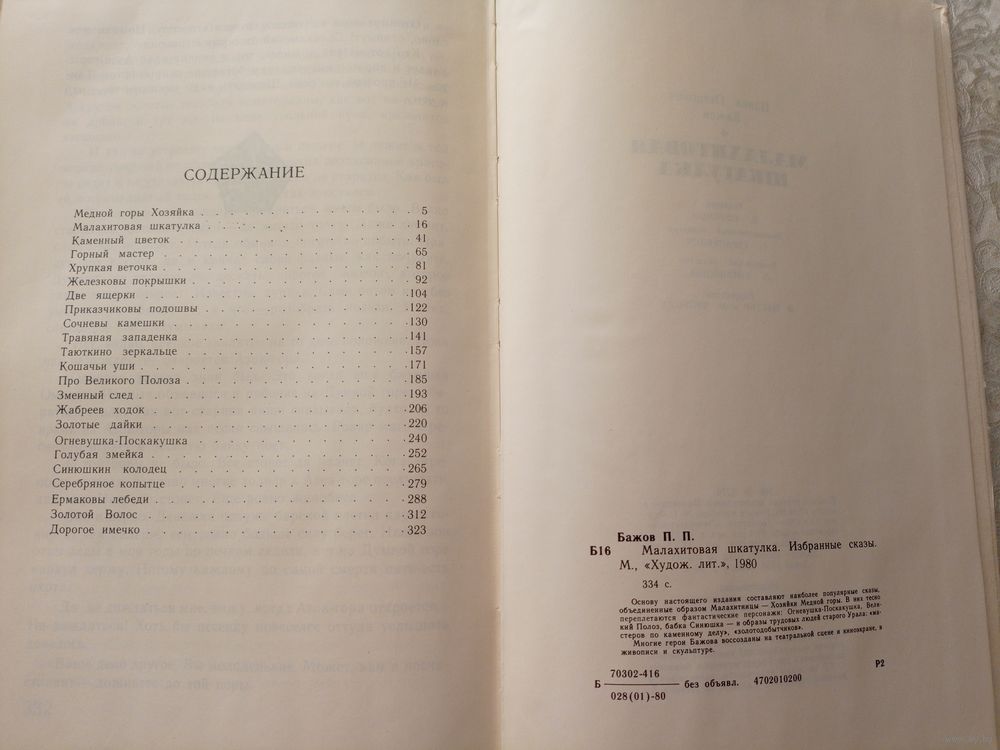 СОДЕРЖАНИЕ
Медной горы Хозяйка . . . . . . . . . . . . . . 5
Малахитовая шкатулка . . . . . . . . . . . . . . 16
Каменный цветок . . . . . . . . . . . . . . 41
Горный мастер . . . . . . . . . . . . . . 65
Хрупкая веточка . . . . . . . . . . . . . . 81
Железковы покрышки . . . . . . . . . . . . . . 92
Две ящерки . . . . . . . . . . . . . . 104
Приказчиковы подошвы . . . . . . . . . . . . . . 122
Сочневы камешки . . . . . . . . . . . . . . 130
Травяная западенка . . . . . . . . . . . . . . 141
Таюткино зеркальце . . . . . . . . . . . . . . 157
Кошачьи уши . . . . . . . . . . . . . . 171
Про Великого Полоза . . . . . . . . . . . . . . 185
Змеиный след . . . . . . . . . . . . . . 193
Жабреев ходок . . . . . . . . . . . . . . 206
Золотые дайки . . . . . . . . . . . . . . 220
Огневушка-Поскакушка . . . . . . . . . . . . . . 240
Голубая змейка . . . . . . . . . . . . . . 252
Синюшкин колодец . . . . . . . . . . . . . . 265
Серебряное копытце . . . . . . . . . . . . . . 279
Ермаковы лебеди . . . . . . . . . . . . . . 288
Золотой Волос . . . . . . . . . . . . . . 312
Дорогое имечко . . . . . . . . . . . . . . 323
Бажов П. П.
Б16 Малахитовая шкатулка. Избранные сказы.
М., «Худож. лит.», 1980
334 с.
Основу настоящего издания составляют наиболее популярные сказы,
объединенные образом Малахитницы — Хозяйки Медной горы. В них тесно
переплетаются фантастические персонажи: Огневушка-Поскакушка, Вели-
кий Полоз, бабка Синюшка — и образы трудовых людей старого Урала: «ма-
стеров по каменному делу», «золотодобытчиков».
Многие герои Бажова воссозданы на театральной сцене и киноэкране, в
живописи и скульптуре.
Р2
70302-416
Б — без объявл. 4702010200
028(01)-80